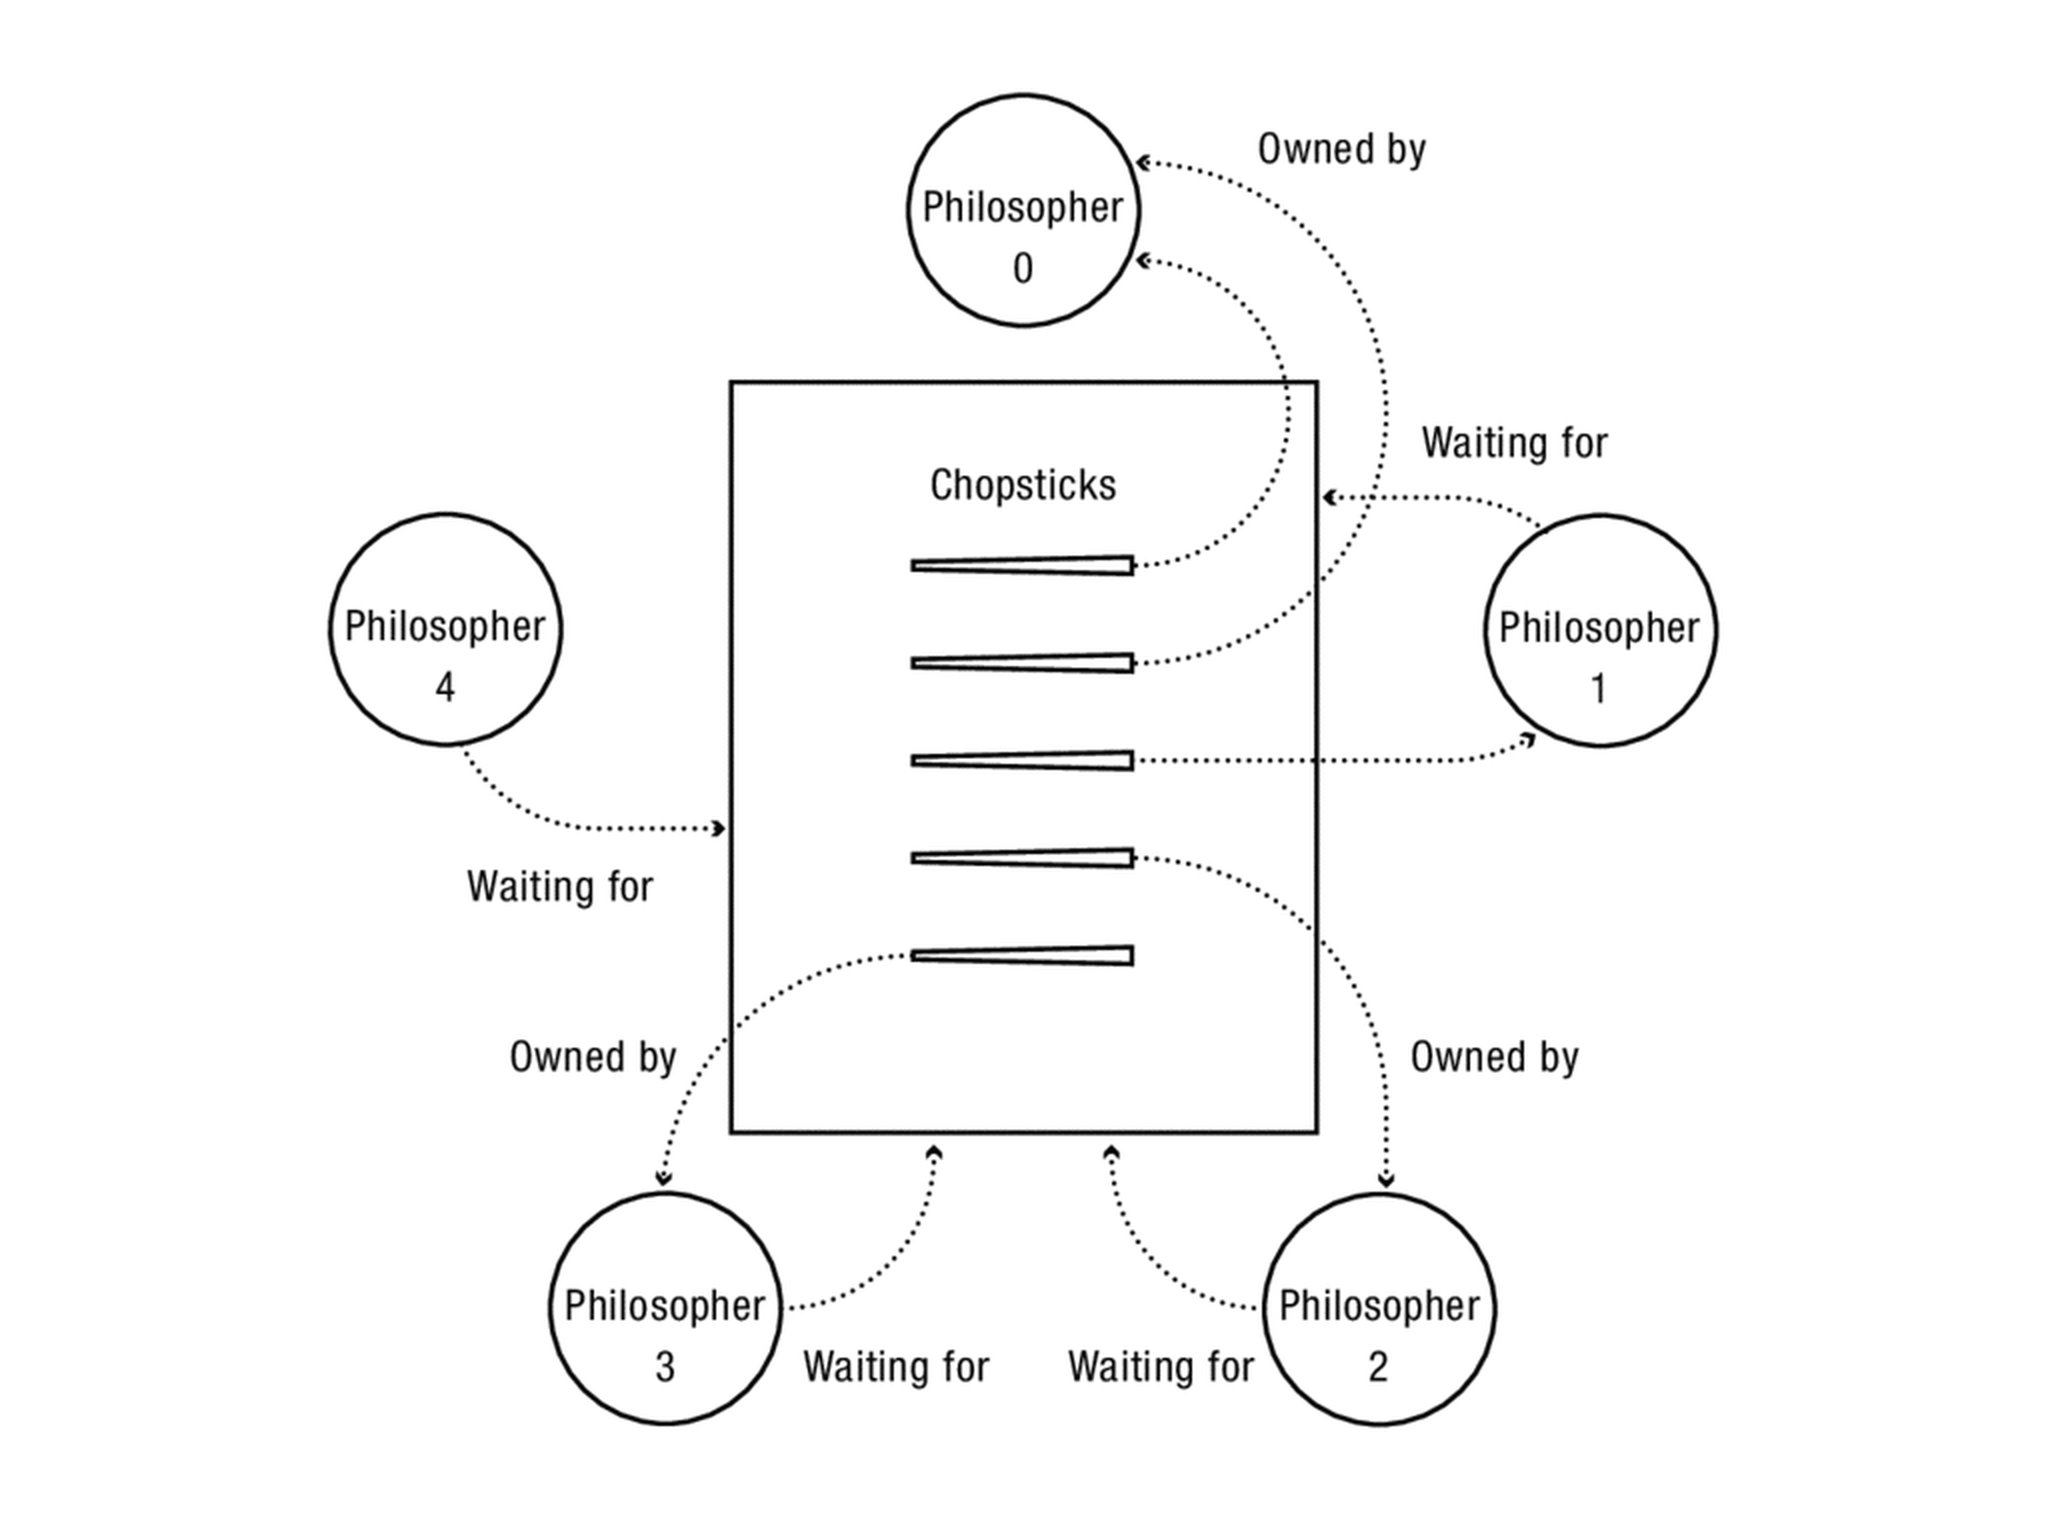 Owned by
Philosopher
0
Waiting for
Chopsticks
Philosopher
4
Philosopher
1
Waiting for
Owned by
Owned by
Philosopher
3
Waiting for
Waiting for
Philosopher
2